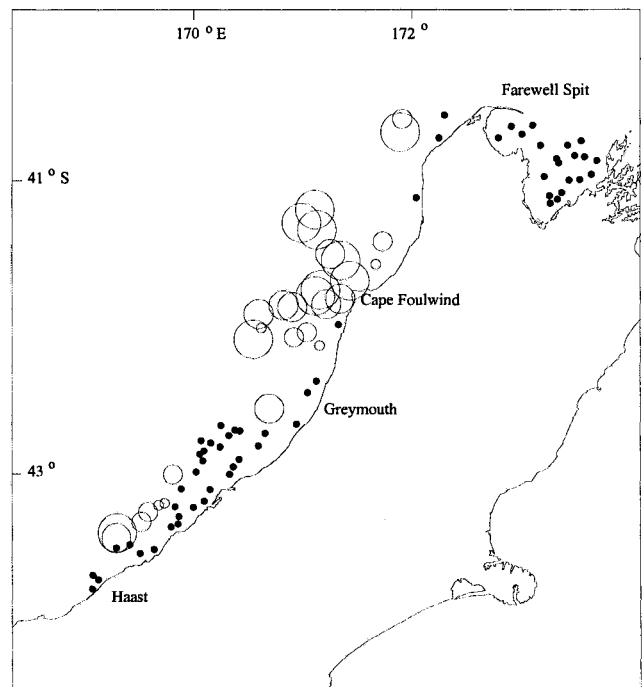 170 ° E
172 °
Farewell Spit
41 ° S
Cape Foulwind
Greymouth
43 °
Haast